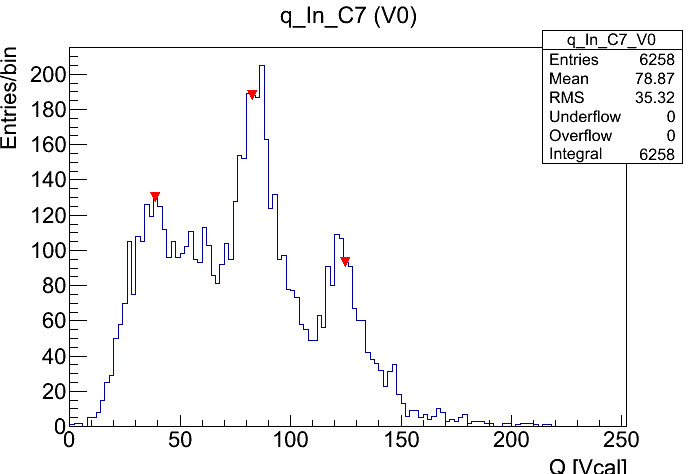 q_In_C7 (V0)
q_In_C7_V0
Entries 6258
Mean 78.87
RMS 35.32
Underflow 0
Overflow 0
Integral 6258
Entries/bin
200
180
160
140
120
100
80
60
40
20
0
0 50 100 150 200 250
Q [Vcal]